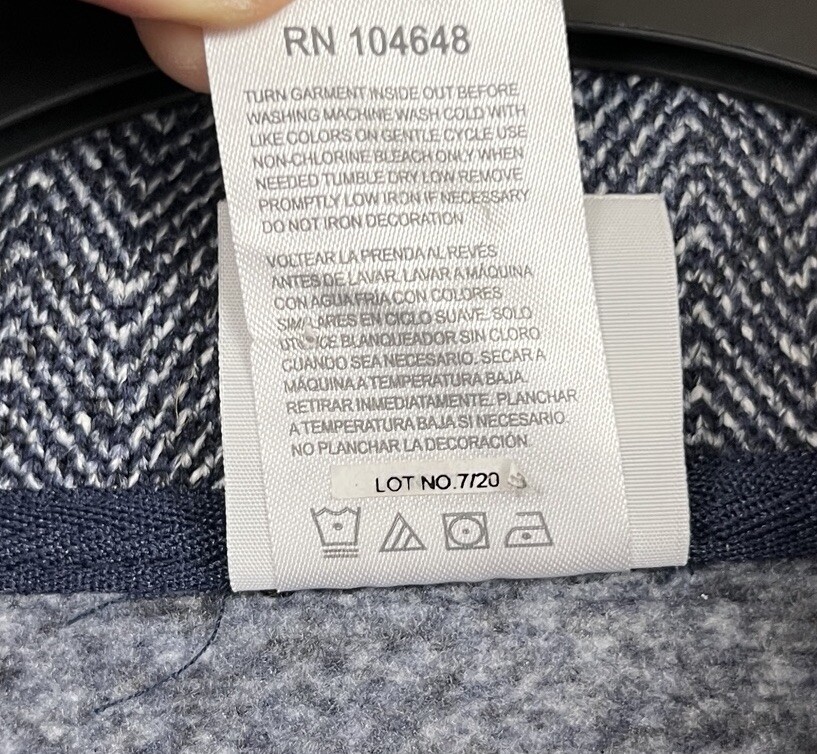 RN 104648
TURN GARMENT INSIDE OUT BEFORE
WASHING MACHINE WASH COLD WITH
LIKE COLORS ON GENTLE CYCLE USE
NON-CHLORINE BLEACH ONLY WHEN
NEEDED TUMBLE DRY LOW REMOVE
PROMPTLY LOW IRON IF NECESSARY
DO NOT IRON DECORATION
VOLTEAR LA PRENDA AL REVÉS
ANTES DE LAVAR. LAVAR A MÁQUINA
CON AGUA FRÍA CON COLORES
EN CICLO SUAVE. SOLO
BLANQUEADOR SIN CLORO
CUANDO SEA NECESARIO. SECAR A
MÁQUINA A TEMPERATURA BAJA.
RETIRAR INMEDIATAMENTE. PLANCHAR
A TEMPERATURA BAJA SI NECESARIO
NO PLANCHAR LA DECORACIÓN
LOT NO.7/20